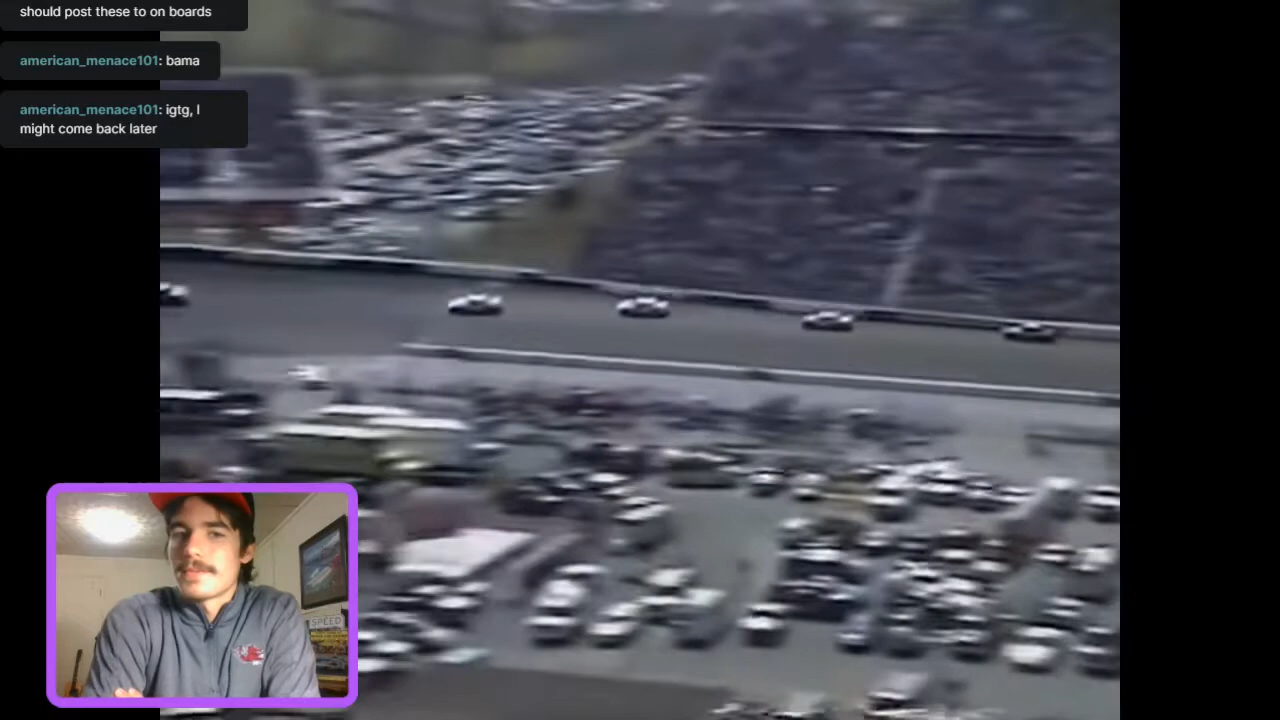 should post these to on boards
american_menace101: bama
american_menace101: igtg, I
might come back later
SPEED